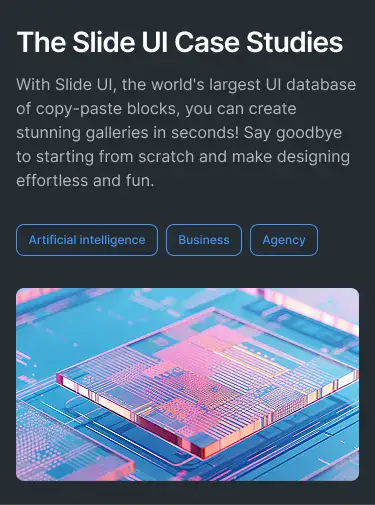 The Slide UI Case Studies
With Slide UI, the world's largest UI database
of copy-paste blocks, you can create
stunning galleries in seconds! Say goodbye
to starting from scratch and make designing
effortless and fun.
Artificial intelligence
Business
Agency